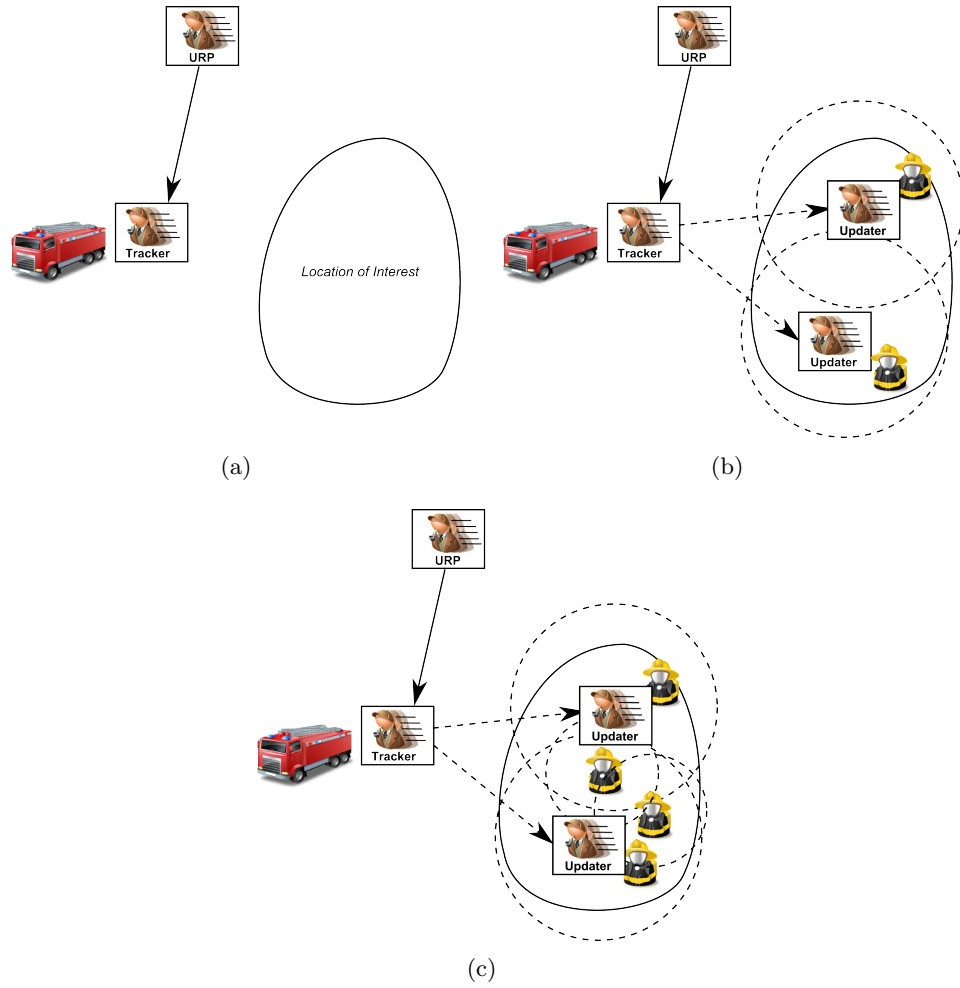 URP
Tracker
Location of Interest
(a)
URP
Tracker
Updater
Updater
(b)
URP
Tracker
Updater
Updater
(c)